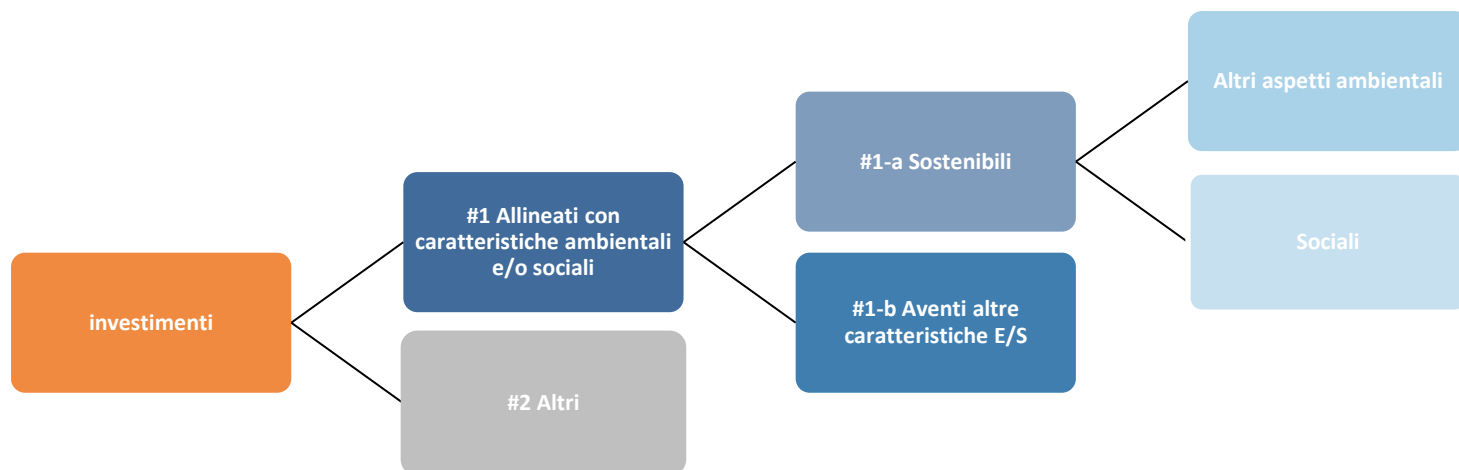 investimenti
#1 Allineati con
caratteristiche ambientali
e/o sociali
#2 Altri
#1-a Sostenibili
#1-b Aventi altre
caratteristiche E/S
Altri aspetti ambientali
Sociali